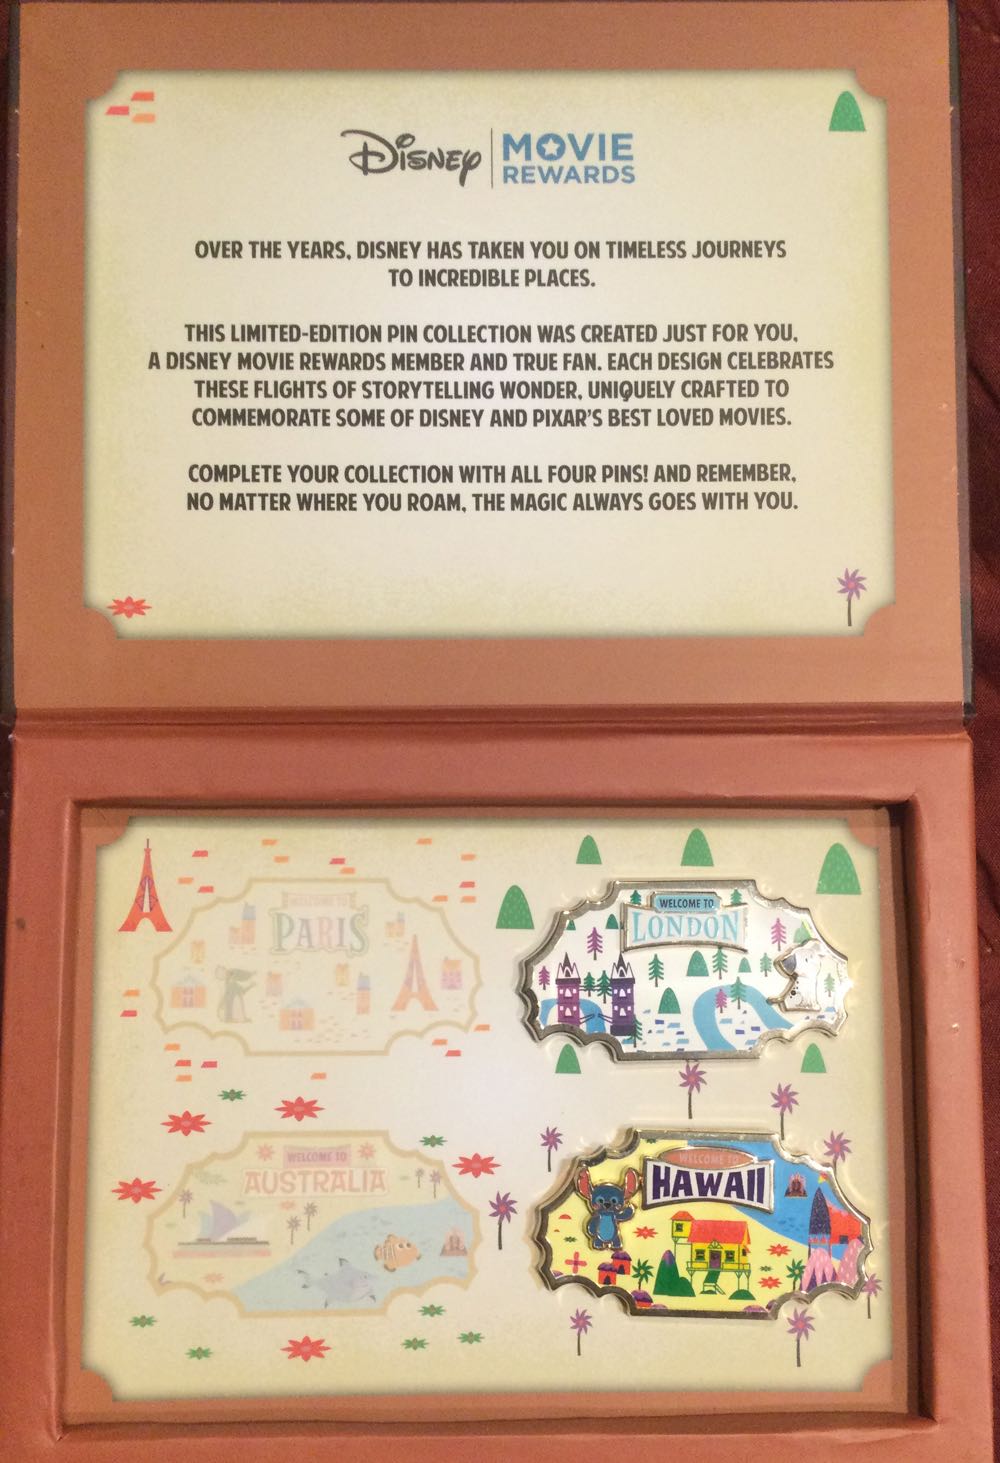 Disney | MOVIE
REWARDS
OVER THE YEARS, DISNEY HAS TAKEN YOU ON TIMELESS JOURNEYS
TO INCREDIBLE PLACES.
THIS LIMITED-EDITION PIN COLLECTION WAS CREATED JUST FOR YOU,
A DISNEY MOVIE REWARDS MEMBER AND TRUE FAN. EACH DESIGN CELEBRATES
THESE FLIGHTS OF STORYTELLING WONDER, UNIQUELY CRAFTED TO
COMMEMORATE SOME OF DISNEY AND PIXAR'S BEST LOVED MOVIES.
COMPLETE YOUR COLLECTION WITH ALL FOUR PINS! AND REMEMBER,
NO MATTER WHERE YOU ROAM, THE MAGIC ALWAYS GOES WITH YOU.
WELCOME TO
PARIS
WELCOME TO
LONDON
WELCOME TO
AUSTRALIA
WELCOME TO
HAWAII